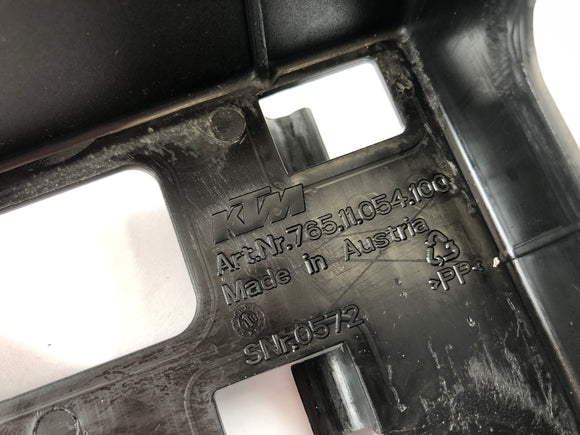 KTM
Art.Nr.765.11.054.100
Made in Austria
>PP<
SNr.0572